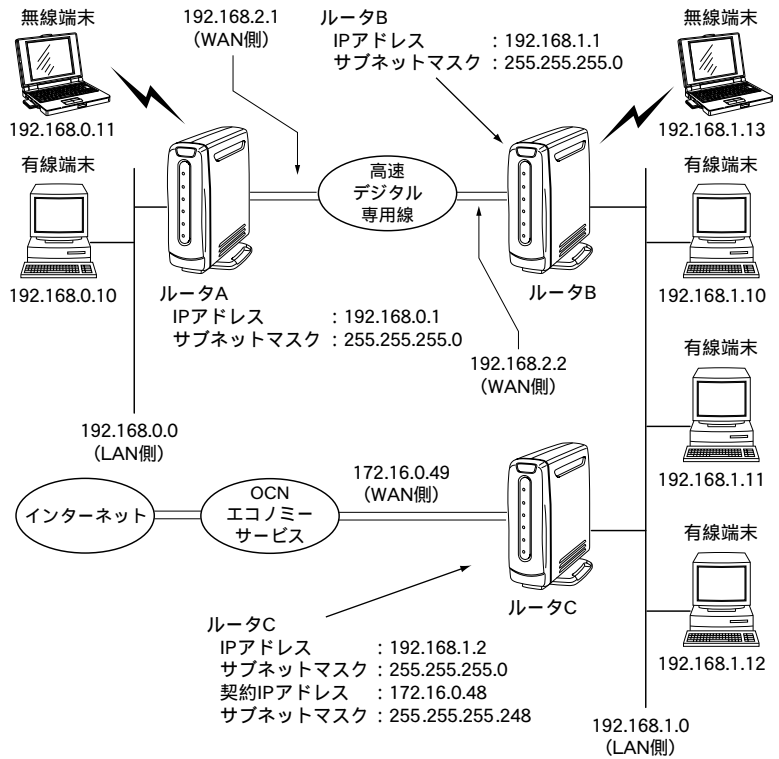 無線端末
192.168.0.11
有線端末
192.168.0.10
192.168.2.1
(WAN側)
ルータB
IPアドレス : 192.168.1.1
サブネットマスク : 255.255.255.0
無線端末
192.168.1.13
高速
デジタル
専用線
有線端末
192.168.1.10
ルータA
IPアドレス : 192.168.0.1
サブネットマスク : 255.255.255.0
ルータB
192.168.2.2
(WAN側)
有線端末
192.168.1.11
192.168.0.0
(LAN側)
インターネット
OCN
エコノミー
サービス
172.16.0.49
(WAN側)
ルータC
有線端末
192.168.1.12
ルータC
IPアドレス : 192.168.1.2
サブネットマスク : 255.255.255.0
契約IPアドレス : 172.16.0.48
サブネットマスク : 255.255.255.248
192.168.1.0
(LAN側)